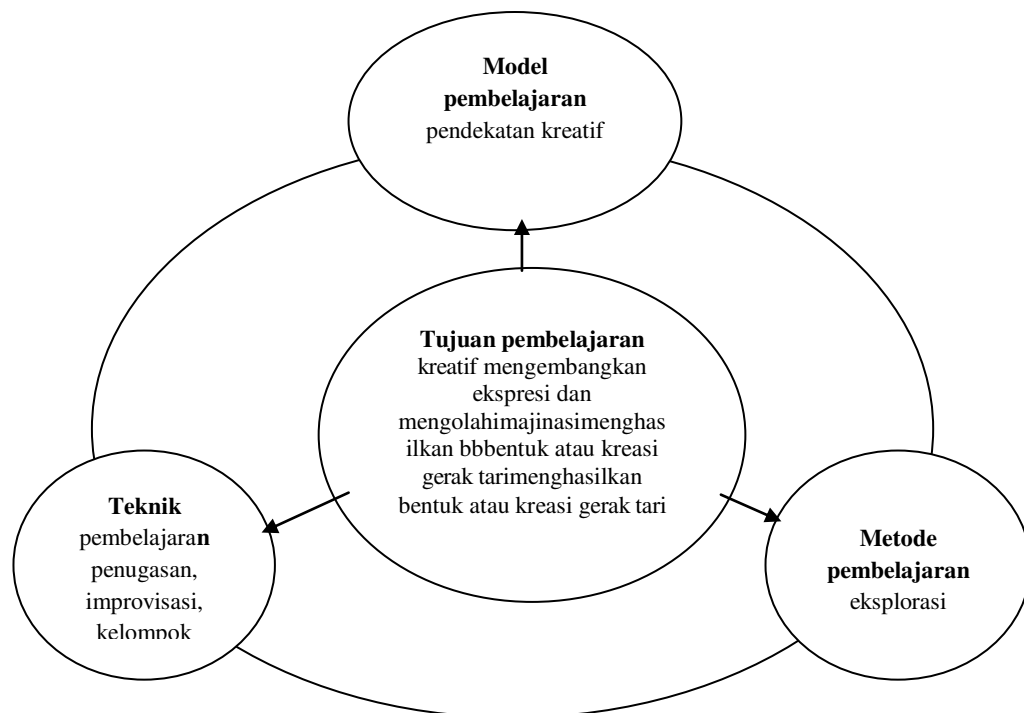 Model
pembelajaran
pendekatan kreatif
Tujuan pembelajaran
kreatif mengembangkan
ekspresi dan
mengolahimajinasimenghas
ilkan bbbentuk atau kreasi
gerak tarimenghasilkan
bentuk atau kreasi gerak tari
Teknik
pembelajaran
penugasan,
improvisasi,
kelompok
Metode
pembelajaran
eksplorasi